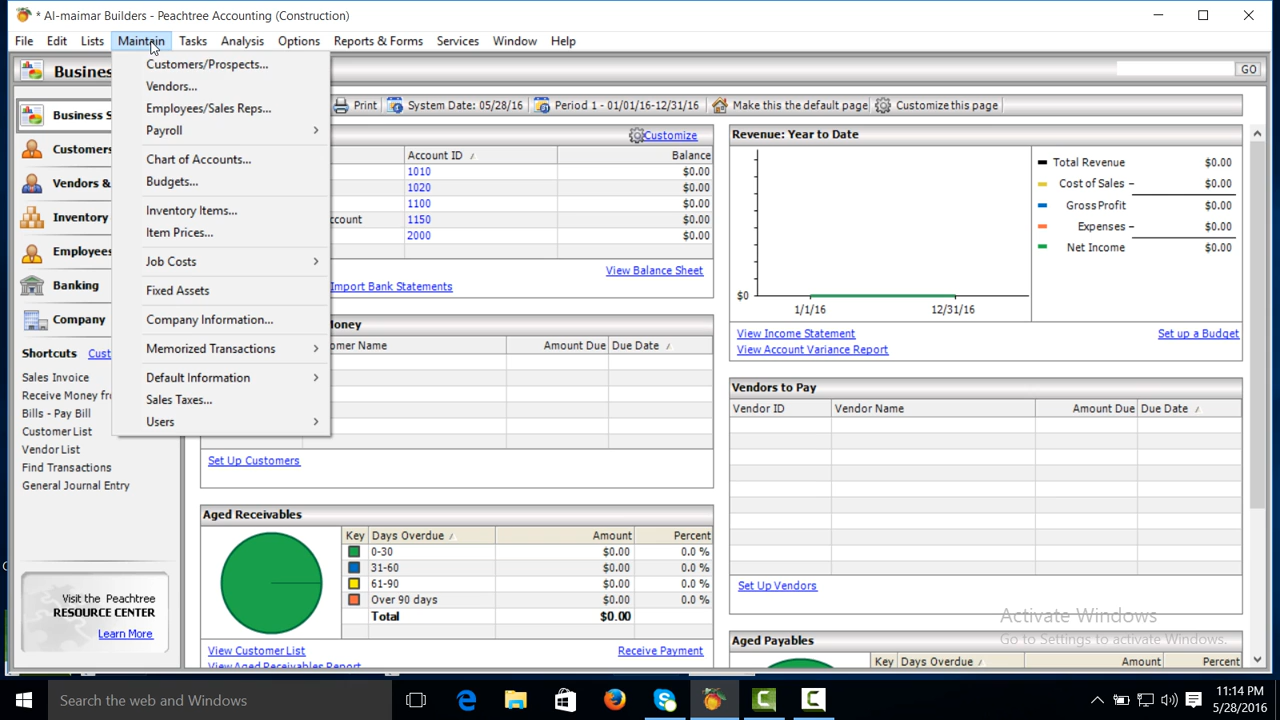 * Al-maimar Builders - Peachtree Accounting (Construction)
File Edit Lists Maintain Tasks Analysis Options Reports & Forms Services Window Help
Busines
GO
Customers/Prospects...
Vendors...
Employees/Sales Reps...
Payroll
Chart of Accounts...
Budgets...
Inventory Items...
Item Prices...
Job Costs
Fixed Assets
Company Information...
Memorized Transactions
Default Information
Sales Taxes...
Users
Print System Date: 05/28/16 Period 1 - 01/01/16-12/31/16 Make this the default page Customize this page
Business S
Customers
Vendors &
Inventory
Employees
Banking
Company
Shortcuts Cust
Sales Invoice
Receive Money fr
Bills - Pay Bill
Customer List
Vendor List
Find Transactions
General Journal Entry
Visit the Peachtree
RESOURCE CENTER
Learn More
Customize
Account ID Balance
1010 $0.00
1020 $0.00
1100 $0.00
ccount 1150 $0.00
2000 $0.00
View Balance Sheet
Import Bank Statements
Money
omer Name Amount Due Due Date
Set Up Customers
Aged Receivables
Key Days Overdue Amount Percent
0-30 $0.00 0.0 %
31-60 $0.00 0.0 %
61-90 $0.00 0.0 %
Over 90 days $0.00 0.0 %
Total $0.00
View Customer List Receive Payment
View Aged Receivables Report
Revenue: Year to Date
$0
1/1/16 12/31/16
Total Revenue $0.00
Cost of Sales – $0.00
Gross Profit $0.00
Expenses – $0.00
Net Income $0.00
View Income Statement Set up a Budget
View Account Variance Report
Vendors to Pay
Vendor ID Vendor Name Amount Due Due Date
Set Up Vendors
Activate Windows
Go to Settings to activate Windows.
Aged Payables
Key Days Overdue Amount Percent
Search the web and Windows
11:14 PM
5/28/2016